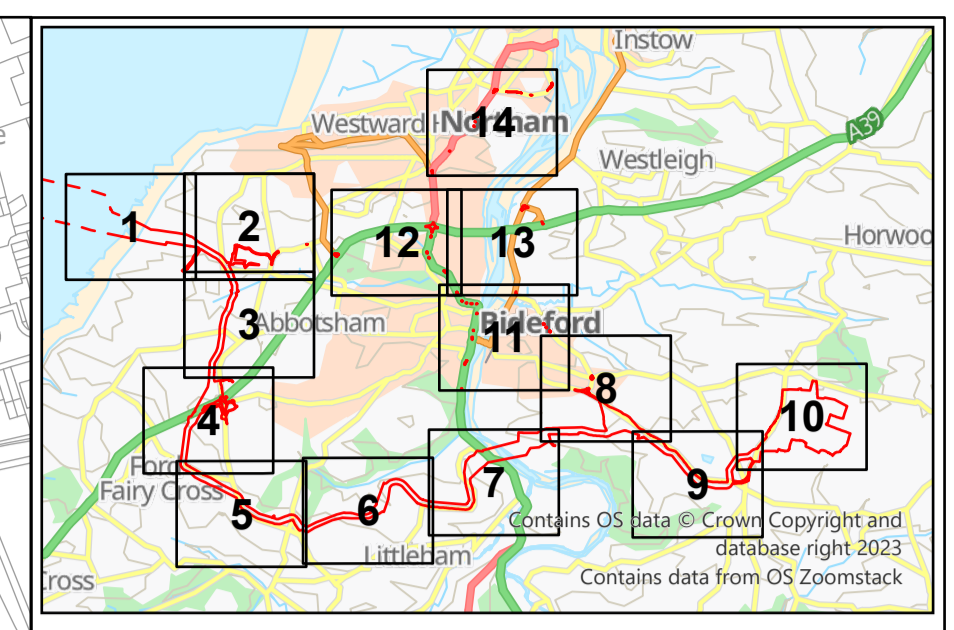 Instow
Westward H
Northam
14
A39
Westleigh
1
2
12
13
Horwoo
3
Abbotsham
11
Bideford
8
10
4
Ford
Fairy Cross
5
6
7
9
Contains OS data © Crown Copyright and
database right 2023
Littleham
Contains data from OS Zoomstack
Cross